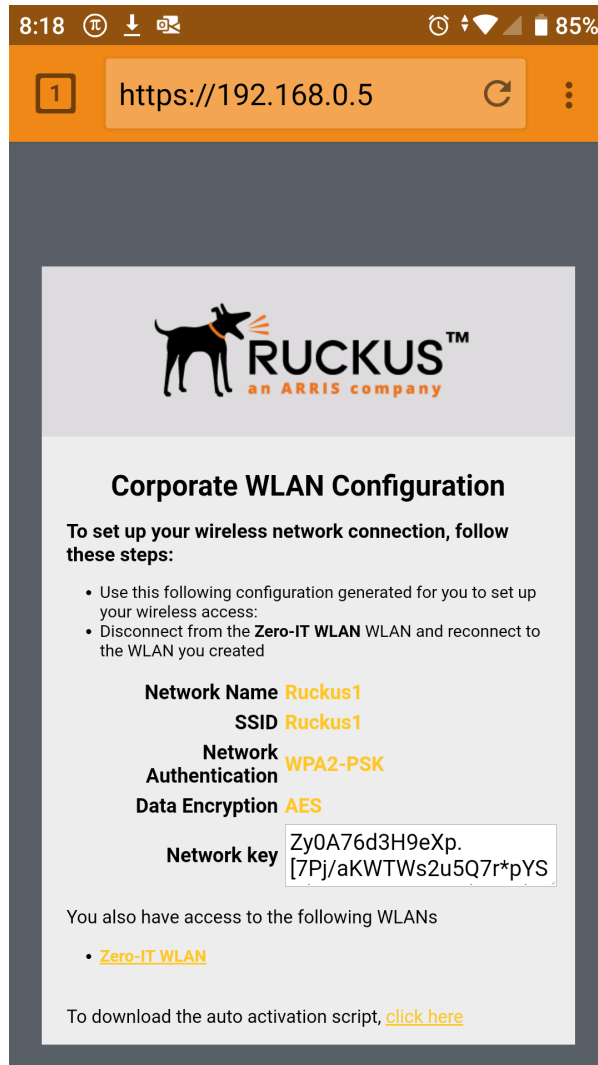 8:18 85%
1 https://192.168.0.5
RUCKUS™
an ARRIS company
Corporate WLAN Configuration
To set up your wireless network connection, follow
these steps:
• Use this following configuration generated for you to set up
your wireless access:
• Disconnect from the Zero-IT WLAN WLAN and reconnect to
the WLAN you created
Network Name Ruckus1
SSID Ruckus1
Network
Authentication WPA2-PSK
Data Encryption AES
Network key Zy0A76d3H9eXp.
[7Pj/aKWTWs2u5Q7r*pYS
You also have access to the following WLANs
• Zero-IT WLAN
To download the auto activation script, click here